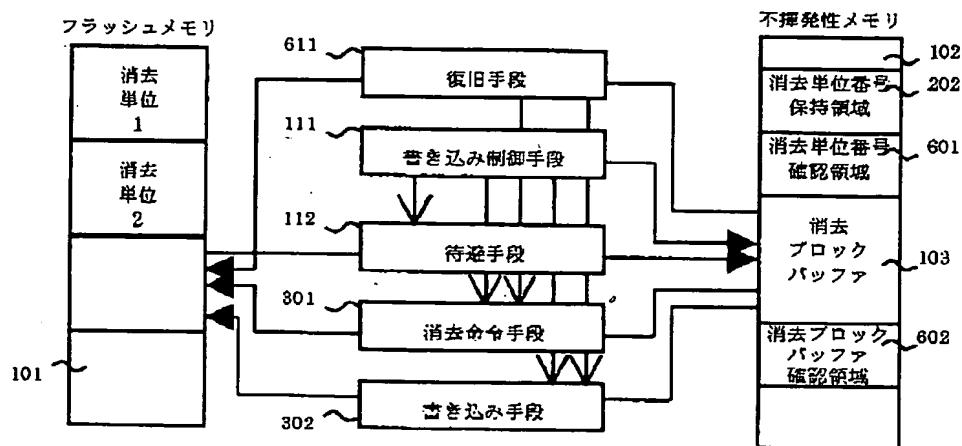 フラッシュメモリ
消去
単位
1
消去
単位
2
101
611
復旧手段
111
書き込み制御手段
112
待避手段
301
消去命令手段
302
書き込み手段
不揮発性メモリ
102
消去単位番号
保持領域
202
消去単位番号
確認領域
601
消去
ブロック
バッファ
103
消去ブロック
バッファ
確認領域
602